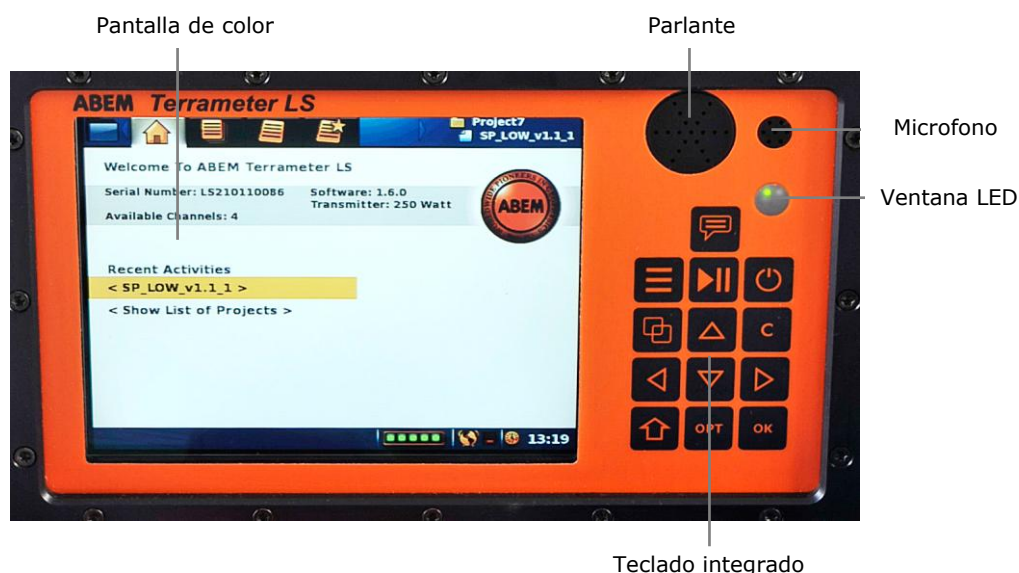 Pantalla de color
Parlante
ABEM Terrameter LS
Project7
SP_LOW_v1.1_1
Welcome To ABEM Terrameter LS
Serial Number: LS210110086 Software: 1.6.0
Transmitter: 250 Watt
Available Channels: 4
ABEM
Recent Activities
< SP_LOW_v1.1_1 >
< Show List of Projects >
13:19
Microfono
Ventana LED
C
OPT
OK
Teclado integrado